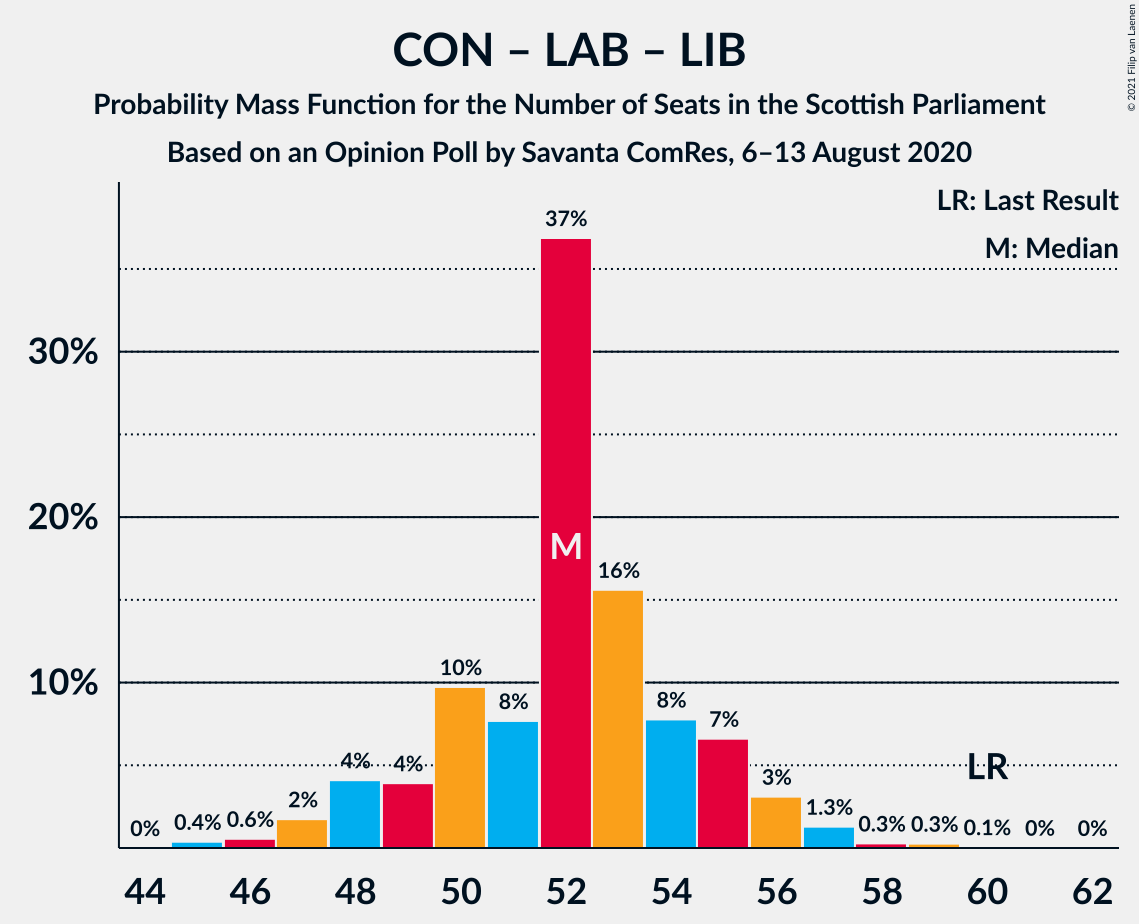 CON – LAB – LIB
Probability Mass Function for the Number of Seats in the Scottish Parliament
Based on an Opinion Poll by Savanta ComRes, 6–13 August 2020
© 2021 Filip van Laenen
LR: Last Result
M: Median
30%
20%
10%
0%
0.4%
0.6%
2%
4%
4%
10%
8%
37%
M
16%
8%
7%
3%
1.3%
0.3%
0.3%
LR
0.1%
0%
0%
44 46 48 50 52 54 56 58 60 62